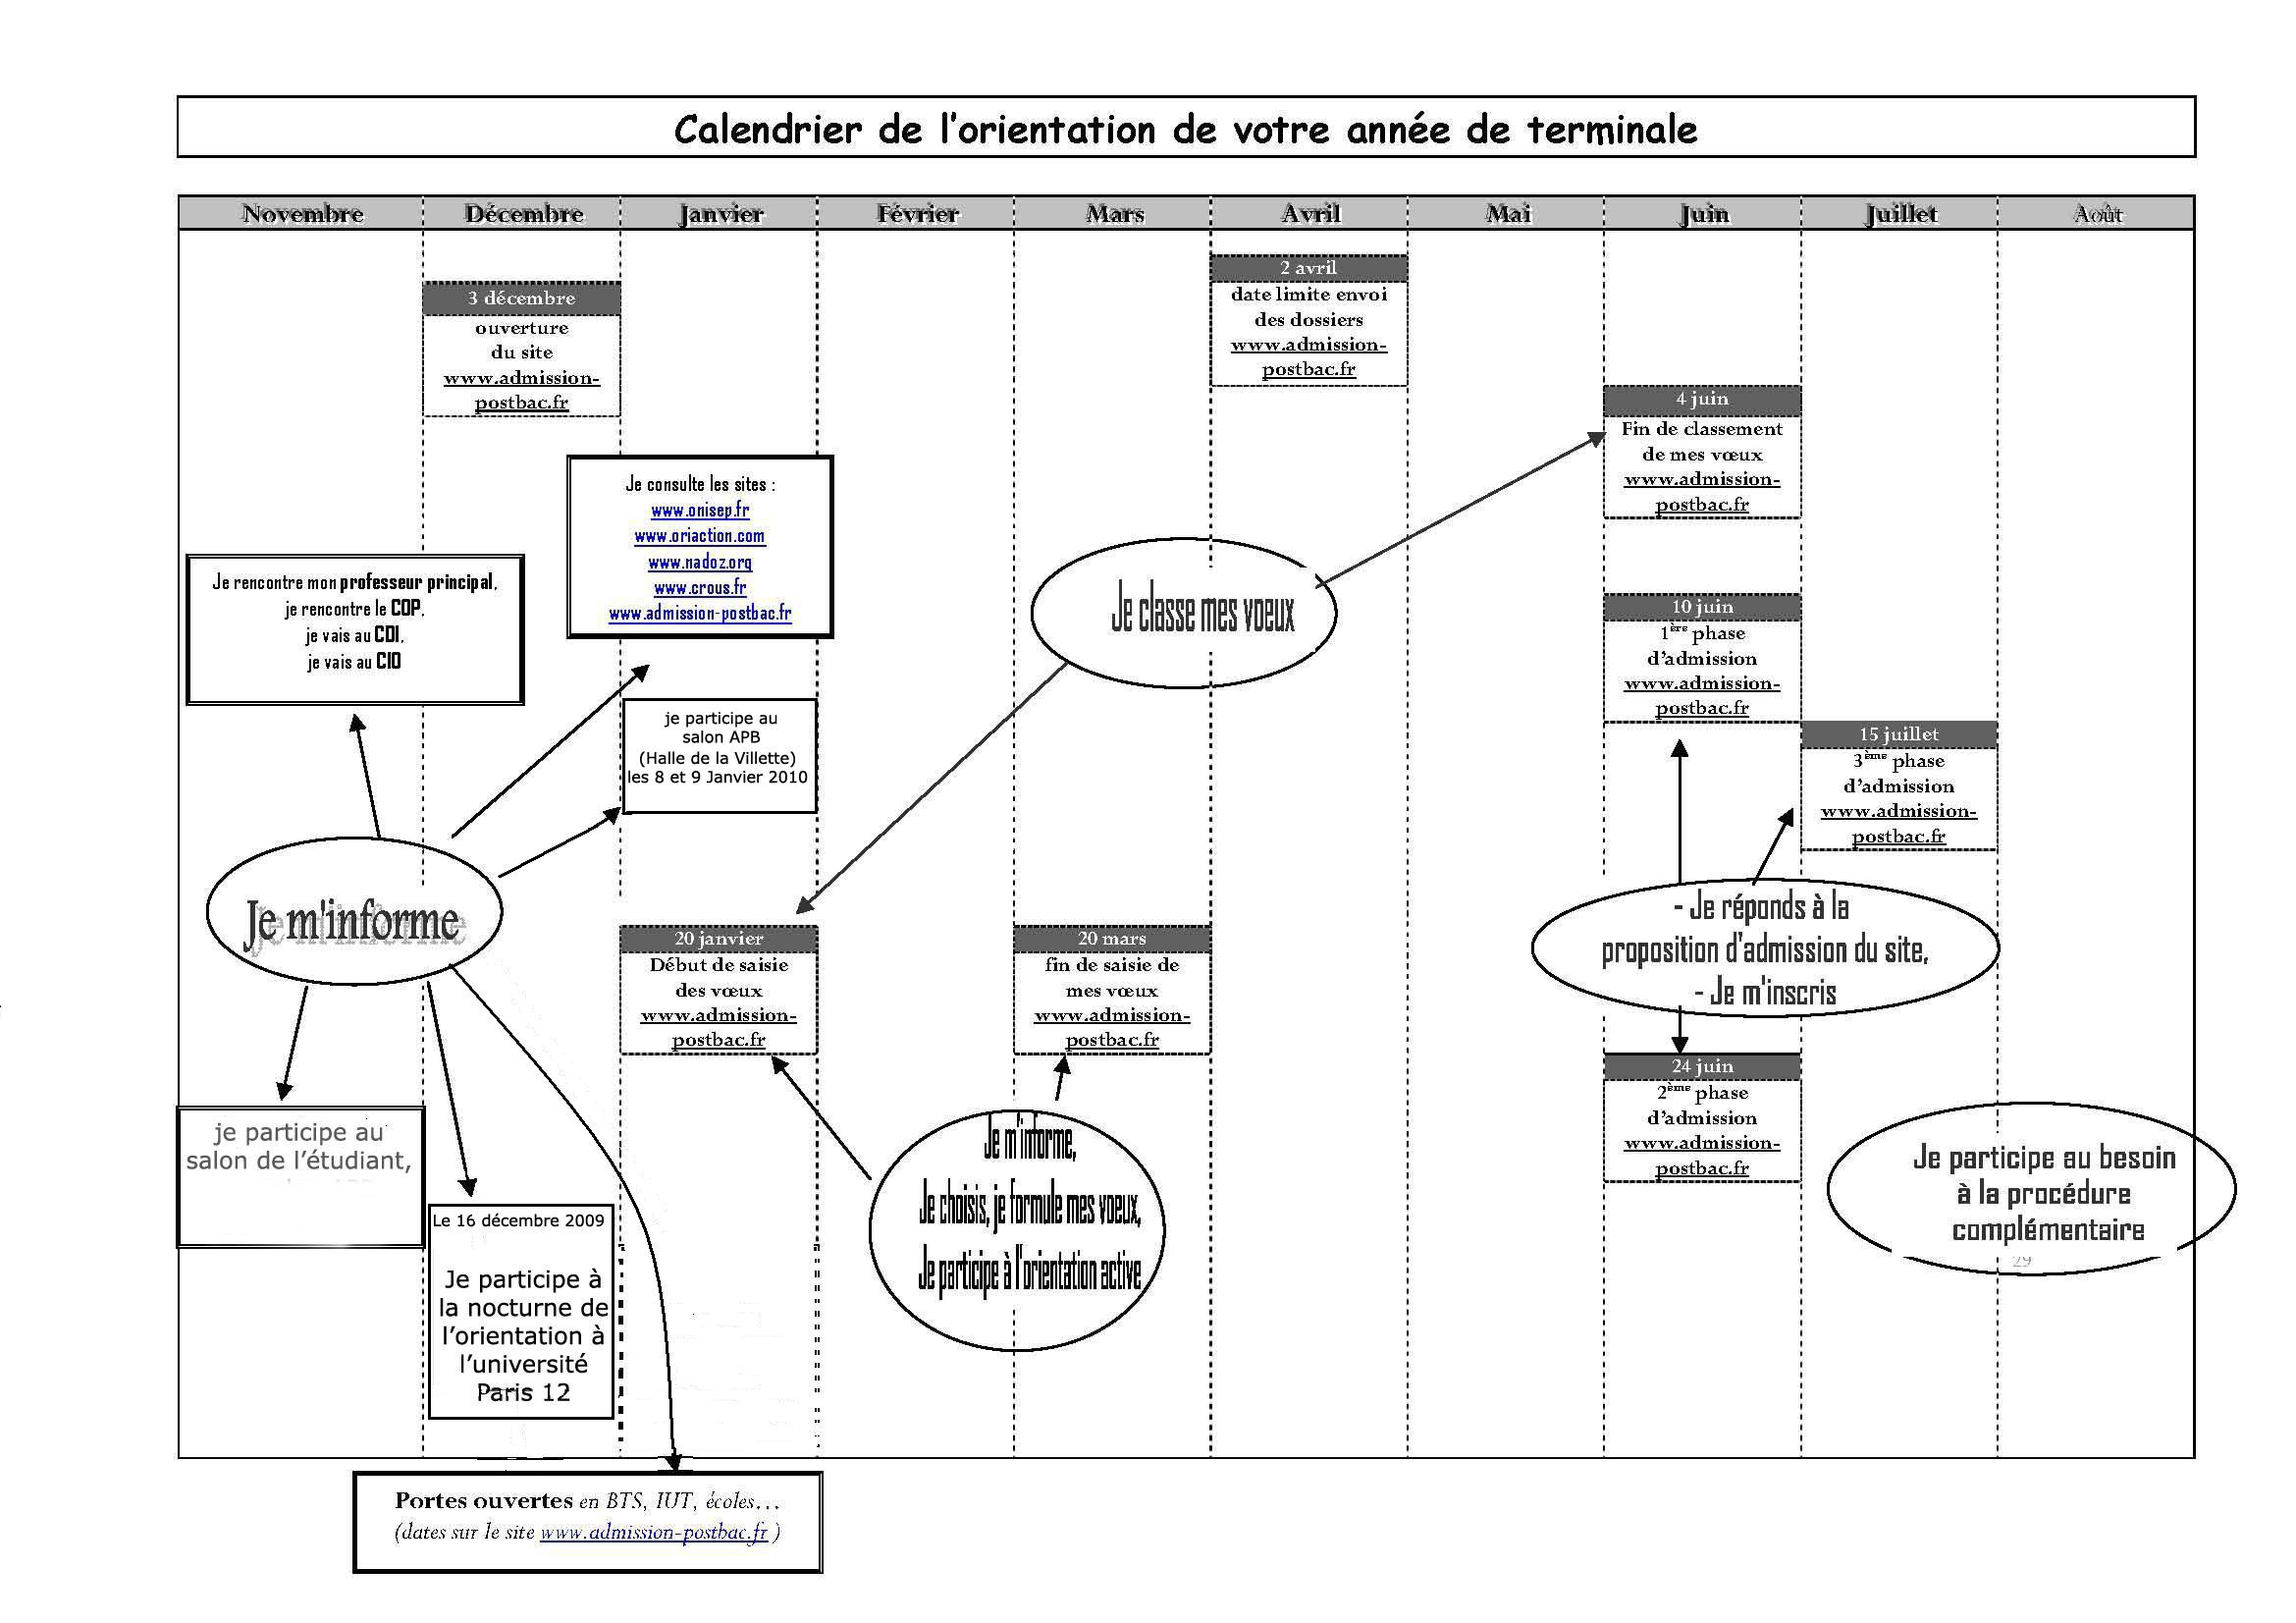 Calendrier de l'orientation de votre année de terminale
Novembre
Décembre
Janvier
Février
Mars
Avril
Mai
Juin
Juillet
Août
2 avril
date limite envoi
des dossiers
www.admission-
postbac.fr
3 décembre
ouverture
du site
www.admission-
postbac.fr
4 juin
Fin de classement
de mes vœux
www.admission-
postbac.fr
Je consulte les sites :
www.onisep.fr
www.oriaction.com
www.nadoz.org
www.crous.fr
www.admission-postbac.fr
Je rencontre mon professeur principal,
je rencontre le COP,
je vais au CDI,
je vais au CIO
Je classe mes voeux
10 juin
1ère phase
d'admission
www.admission-
postbac.fr
je participe au
salon APB
(Halle de la Villette)
les 8 et 9 Janvier 2010
15 juillet
3ème phase
d'admission
www.admission-
postbac.fr
Je m'informe
- Je réponds à la
proposition d'admission du site,
- Je m'inscris
20 janvier
Début de saisie
des vœux
www.admission-
postbac.fr
20 mars
fin de saisie de
mes vœux
www.admission-
postbac.fr
24 juin
2ème phase
d'admission
www.admission-
postbac.fr
je participe au
salon de l'étudiant,
Je m'informe,
Je choisis, je formule mes voeux,
Je participe à l'orientation active
Je participe au besoin
à la procédure
complémentaire
29
Le 16 décembre 2009
Je participe à
la nocturne de
l'orientation à
l'université
Paris 12
Portes ouvertes en BTS, IUT, écoles…
(dates sur le site www.admission-postbac.fr )